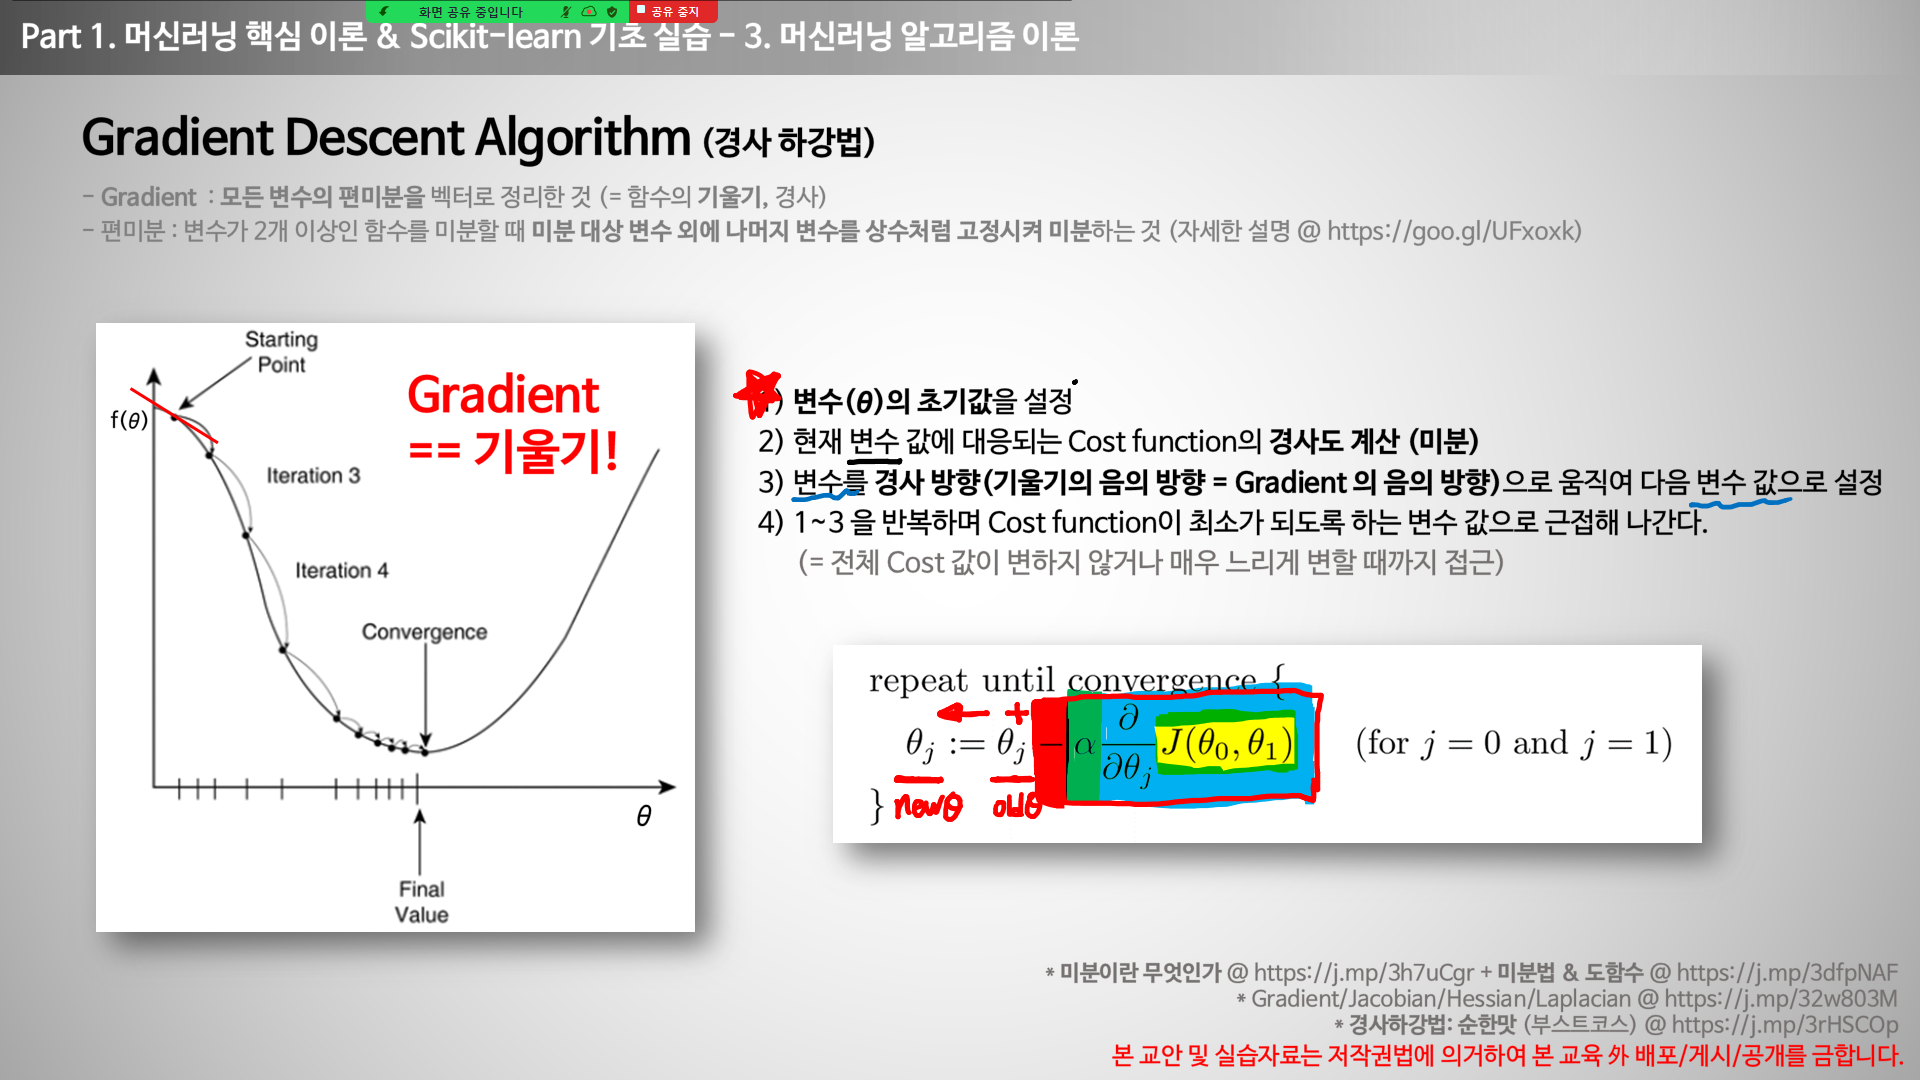 화면 공유 중입니다
공유 중지
Part 1. 머신러닝 핵심 이론 & Scikit-learn 기초 실습 - 3. 머신러닝 알고리즘 이론
Gradient Descent Algorithm (경사 하강법)
- Gradient : 모든 변수의 편미분을 벡터로 정리한 것 (= 함수의 기울기, 경사)
- 편미분 : 변수가 2개 이상인 함수를 미분할 때 미분 대상 변수 외에 나머지 변수를 상수처럼 고정시켜 미분하는 것 (자세한 설명 @ https://goo.gl/UFxoxk)
Starting
Point
Gradient
== 기울기!
f(θ)
Iteration 3
Iteration 4
Convergence
θ
Final
Value
1) 변수(θ)의 초기값을 설정
2) 현재 변수 값에 대응되는 Cost function의 경사도 계산 (미분)
3) 변수를 경사 방향(기울기의 음의 방향 = Gradient 의 음의 방향)으로 움직여 다음 변수 값으로 설정
4) 1~3 을 반복하며 Cost function이 최소가 되도록 하는 변수 값으로 근접해 나간다.
(= 전체 Cost 값이 변하지 않거나 매우 느리게 변할 때까지 접근)
repeat until convergence {
+
θj := θj − α ∂/∂θj J(θ0, θ1) (for j = 0 and j = 1)
} newθ oldθ
* 미분이란 무엇인가 @ https://j.mp/3h7uCgr + 미분법 & 도함수 @ https://j.mp/3dfpNAF
* Gradient/Jacobian/Hessian/Laplacian @ https://j.mp/32w803M
* 경사하강법: 순한맛 (부스트코스) @ https://j.mp/3rHSCOp
본 교안 및 실습자료는 저작권법에 의거하여 본 교육 外 배포/게시/공개를 금합니다.